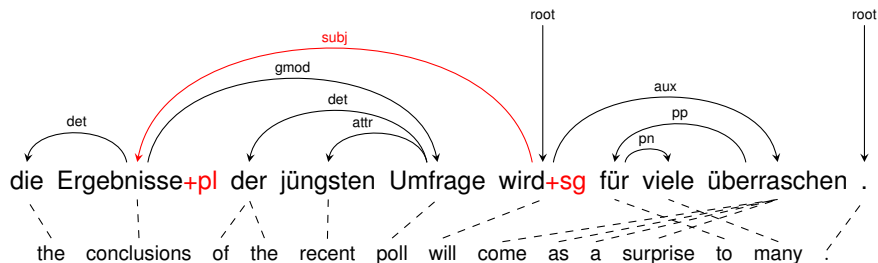 root root
subj
gmod
det aux
det attr pp
pn
die Ergebnisse+pl der jüngsten Umfrage wird+sg für viele überraschen .
the conclusions of the recent poll will come as a surprise to many .